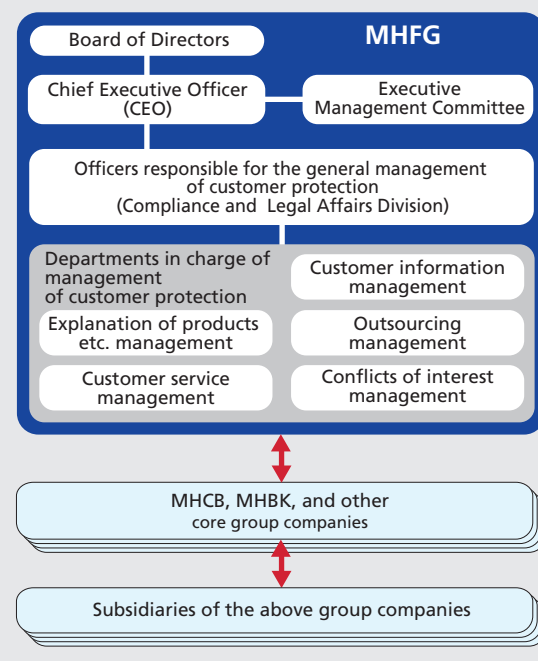 MHFG
Board of Directors
Chief Executive Officer
(CEO)
Executive
Management Committee
Officers responsible for the general management
of customer protection
(Compliance and Legal Affairs Division)
Departments in charge of
management
of customer protection
Customer information
management
Explanation of products
etc. management
Outsourcing
management
Customer service
management
Conflicts of interest
management
MHCB, MHBK, and other
core group companies
Subsidiaries of the above group companies